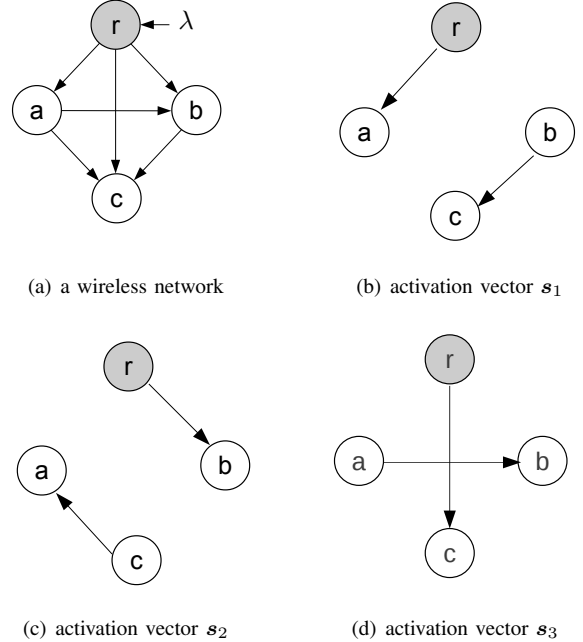 r
λ
a
b
c
(a) a wireless network
r
a
b
c
(b) activation vector s₁
r
a
b
c
(c) activation vector s₂
r
a
b
c
(d) activation vector s₃